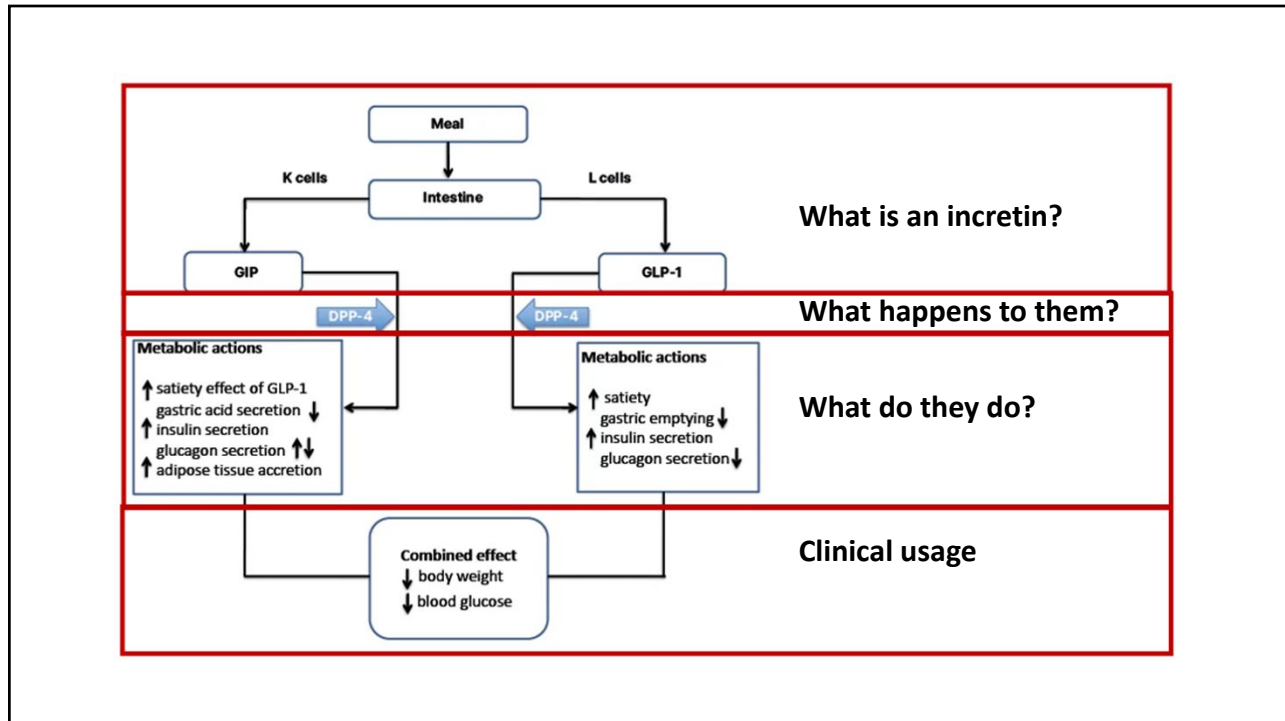 Meal
K cells
L cells
Intestine
What is an incretin?
GIP
GLP-1
What happens to them?
DPP-4
DPP-4
Metabolic actions
↑ satiety effect of GLP-1
gastric acid secretion ↓
↑ insulin secretion
glucagon secretion ↑↓
↑ adipose tissue accretion
Metabolic actions
↑ satiety
gastric emptying ↓
↑ insulin secretion
glucagon secretion ↓
What do they do?
Combined effect
↓ body weight
↓ blood glucose
Clinical usage